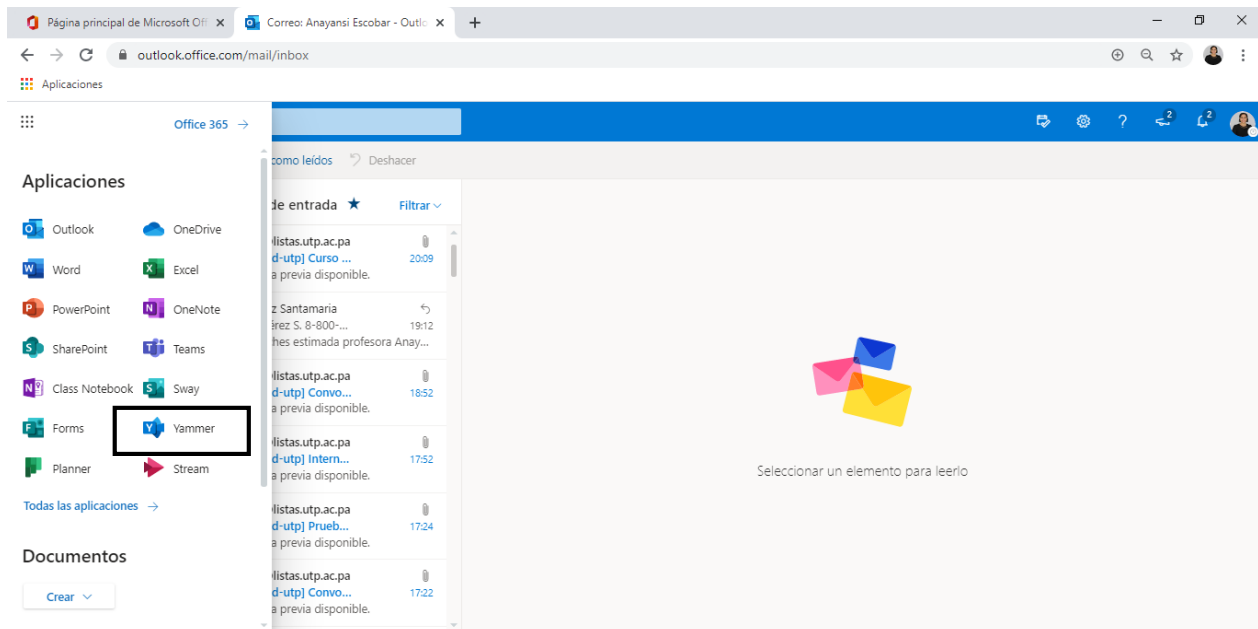 Página principal de Microsoft Off
Correo: Anayansi Escobar - Outlo
outlook.office.com/mail/inbox
Aplicaciones
Office 365 →
2
2
como leídos
Deshacer
Aplicaciones
Outlook
OneDrive
Word
Excel
PowerPoint
OneNote
SharePoint
Teams
Class Notebook
Sway
Forms
Yammer
Planner
Stream
Todas las aplicaciones →
Documentos
Crear
de entrada ★
Filtrar
listas.utp.ac.pa
d-utp] Curso ...
20:09
a previa disponible.
z Santamaria
érez S. 8-800-...
19:12
hes estimada profesora Anay...
listas.utp.ac.pa
d-utp] Convo...
18:52
a previa disponible.
listas.utp.ac.pa
d-utp] Intern...
17:52
a previa disponible.
listas.utp.ac.pa
d-utp] Prueb...
17:24
a previa disponible.
listas.utp.ac.pa
d-utp] Convo...
17:22
a previa disponible.
Seleccionar un elemento para leerlo